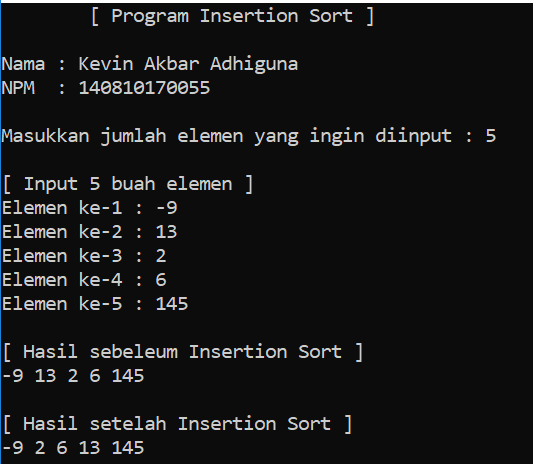 [ Program Insertion Sort ]
Nama : Kevin Akbar Adhiguna
NPM  : 140810170055
Masukkan jumlah elemen yang ingin diinput : 5
[ Input 5 buah elemen ]
Elemen ke-1 : -9
Elemen ke-2 : 13
Elemen ke-3 : 2
Elemen ke-4 : 6
Elemen ke-5 : 145
[ Hasil sebeleum Insertion Sort ]
-9 13 2 6 145
[ Hasil setelah Insertion Sort ]
-9 2 6 13 145